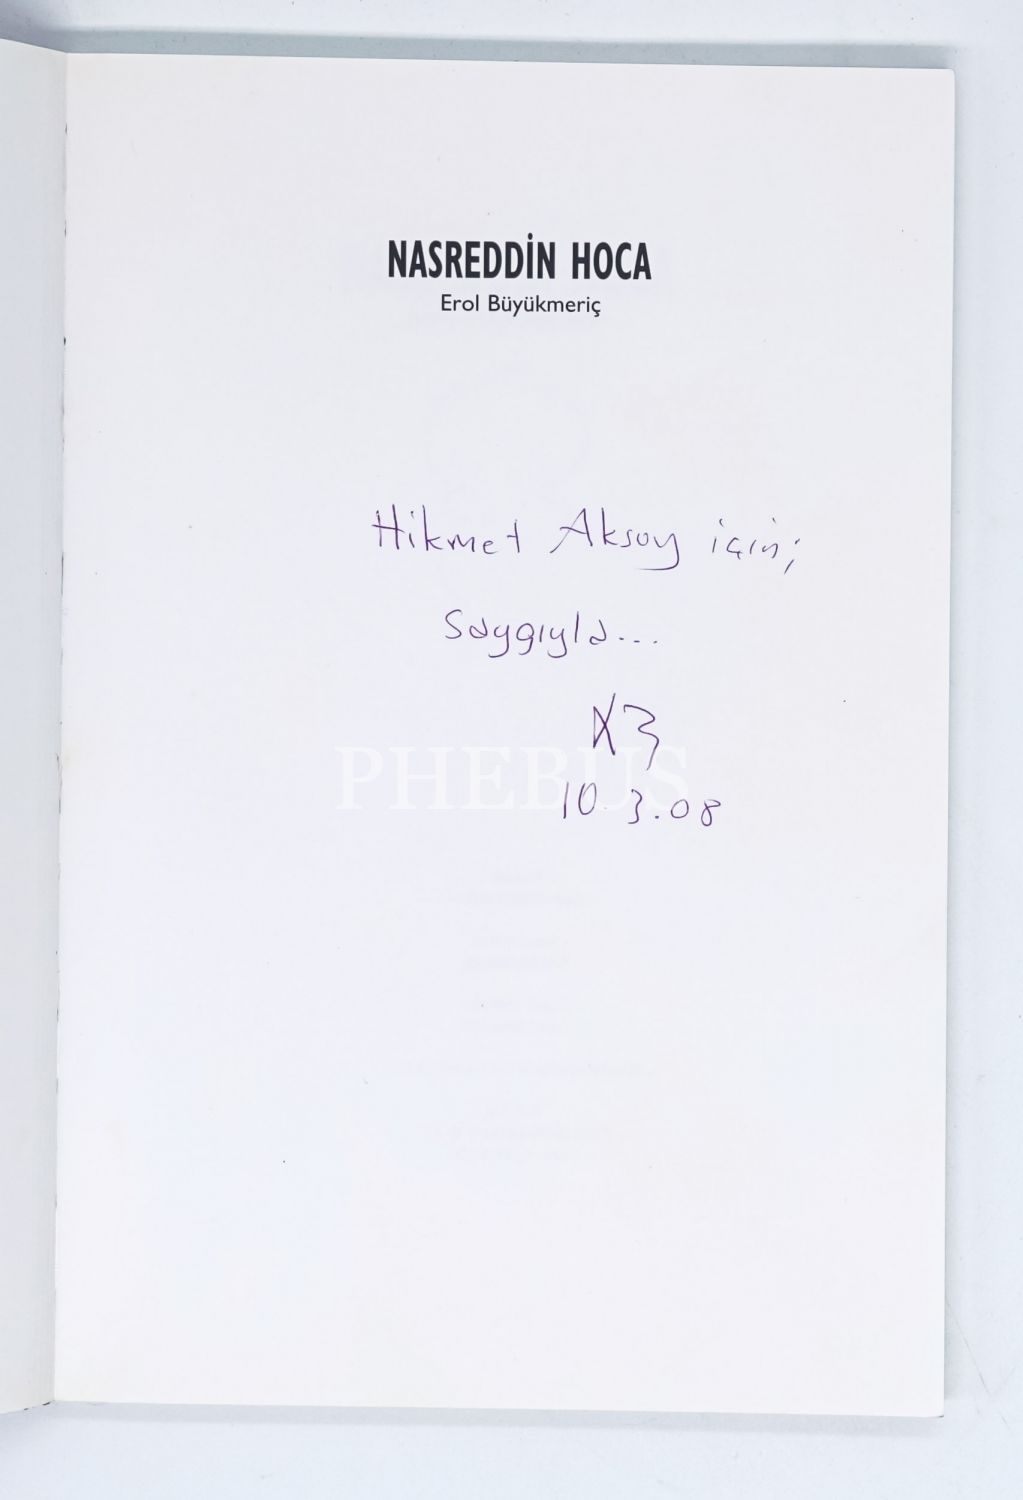 NASREDDİN HOCA
Erol Büyükmeriç
Hikmet Aksoy için;
Saygıyla...
PHEBUS
10.3.08